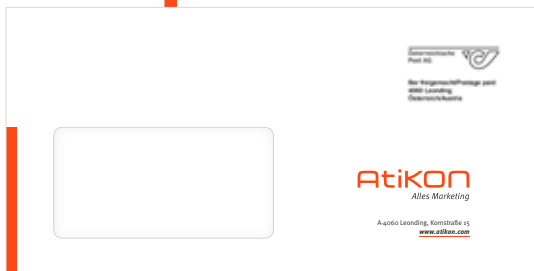 Österreichische
Post AG
Bar freigemacht/Postage paid
4060 Leonding
Österreich/Austria
Atikon
Alles Marketing
A-4060 Leonding, Kornstraße 15
www.atikon.com